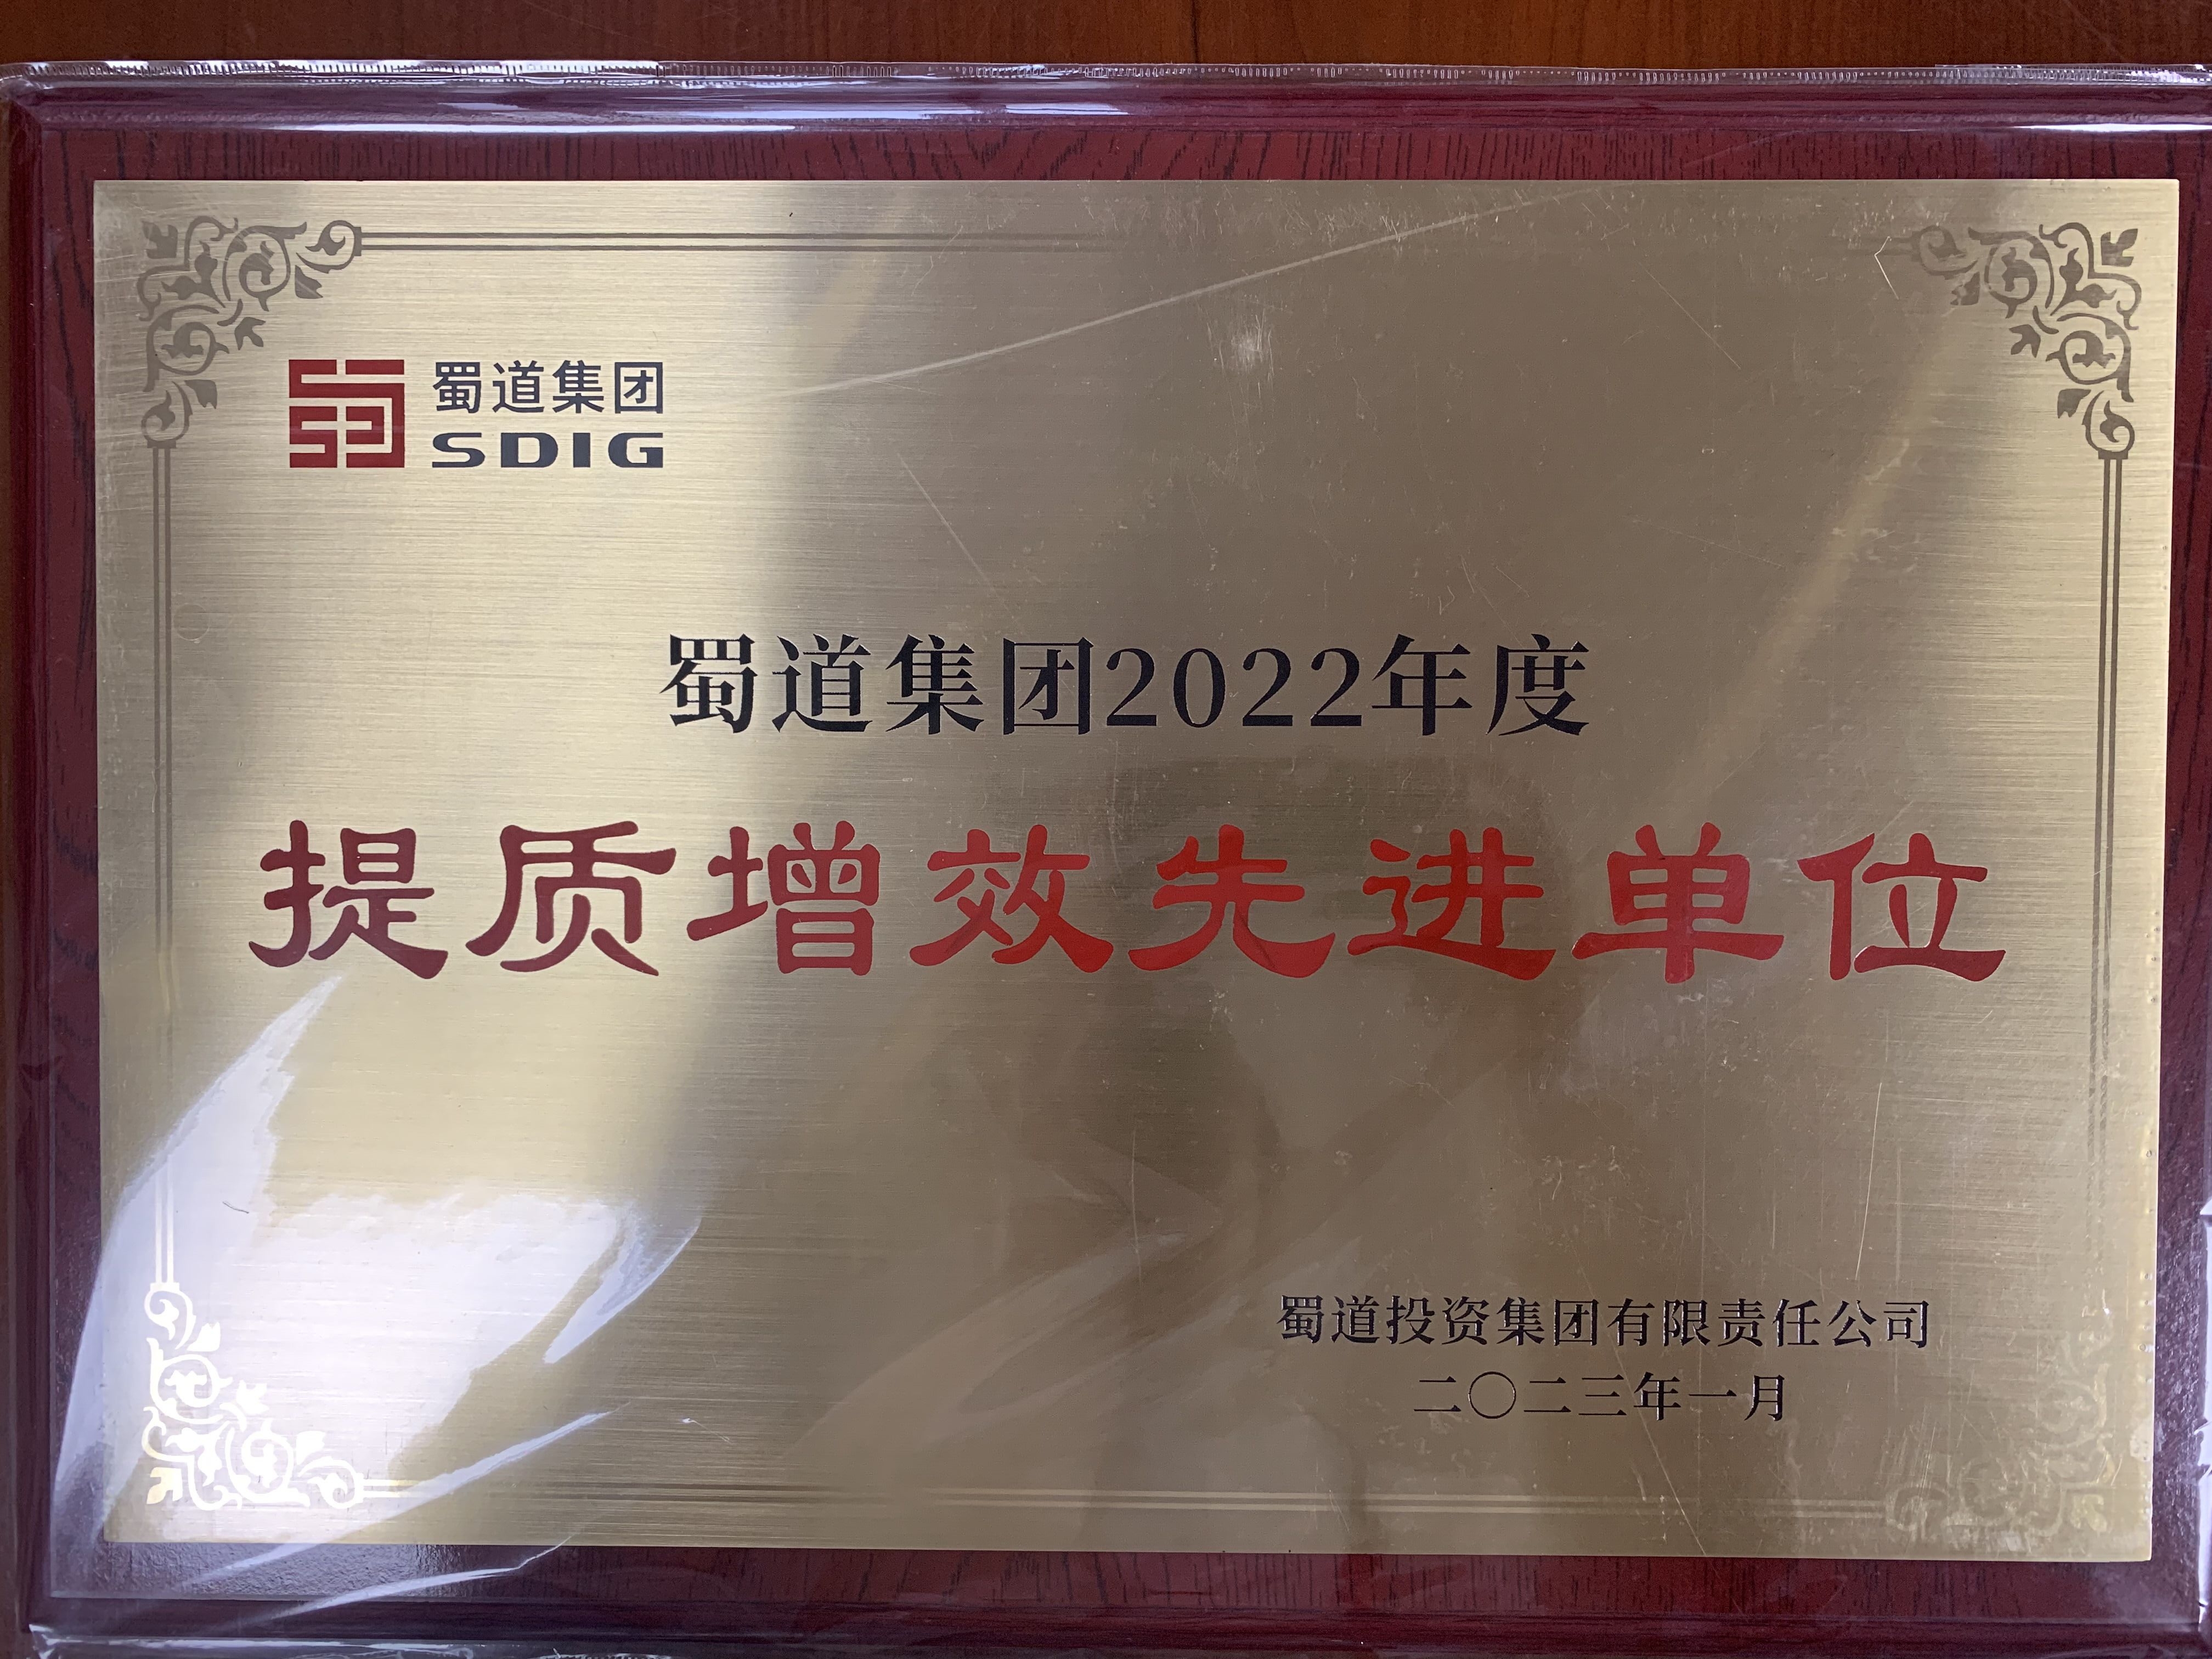 蜀道集团
SDIG
蜀道集团2022年度
提质增效先进单位
蜀道投资集团有限责任公司
二〇二三年一月